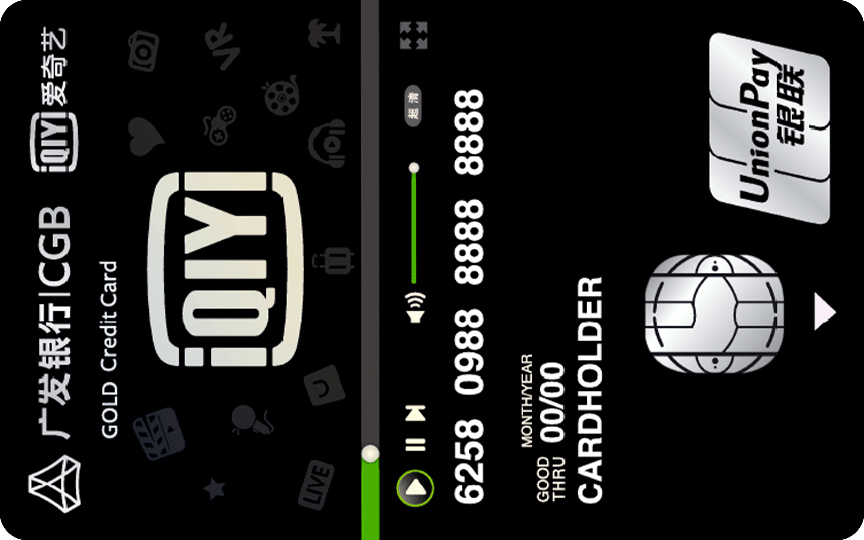 广发银行|CGB
iQIYI 爱奇艺
GOLD Credit Card
VR
iQIYI
LIVE
超清
6258 0988 8888 8888
MONTH/YEAR
GOOD THRU 00/00
CARDHOLDER
UnionPay
银联